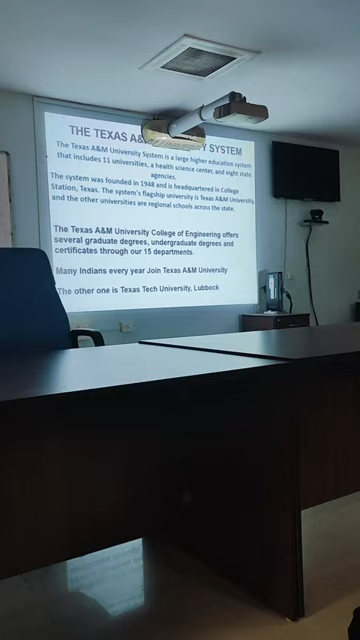 THE TEXAS A& Y SYSTEM
The Texas A&M University System is a large higher education system
that includes 11 universities, a health science center, and eight state
agencies.
The system was founded in 1948 and is headquartered in College
Station, Texas. The system's flagship university is Texas A&M University,
and the other universities are regional schools across the state.
The Texas A&M University College of Engineering offers
several graduate degrees, undergraduate degrees and
certificates through our 15 departments.
Many Indians every year Join Texas A&M University
The other one is Texas Tech University, Lubbock